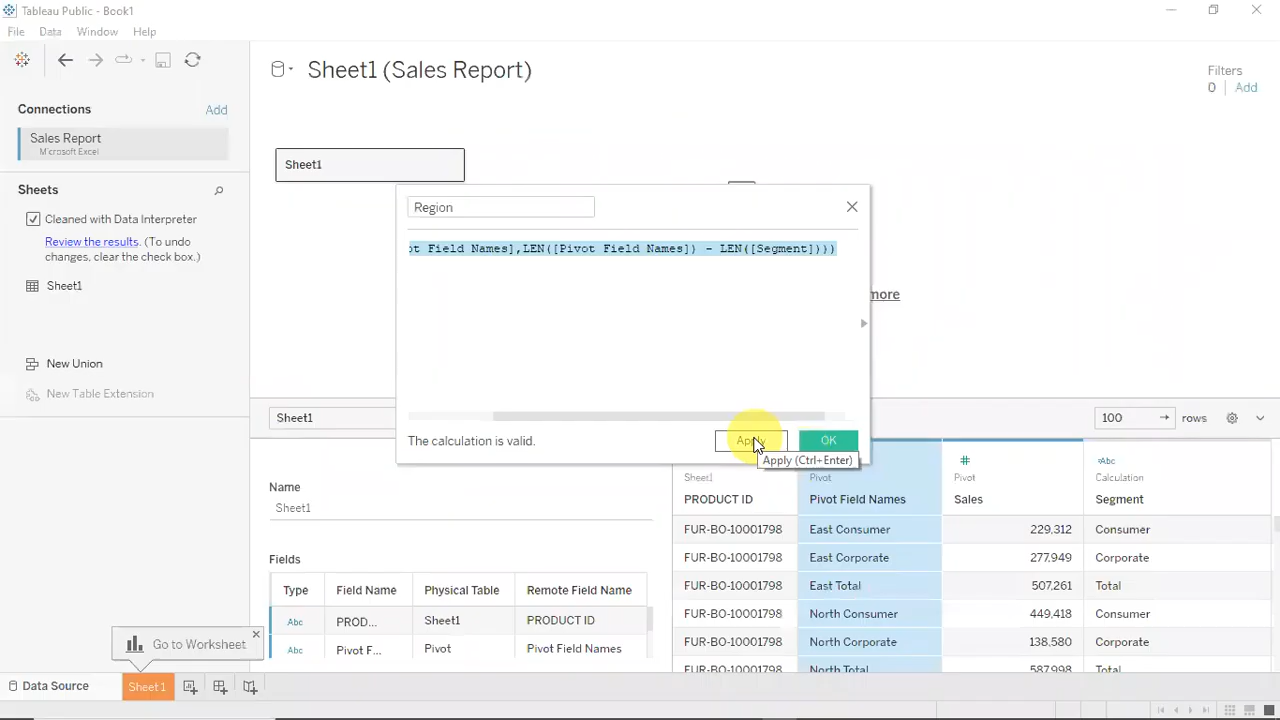 Tableau Public - Book1
File Data Window Help
Sheet1 (Sales Report)
Filters
0 Add
Connections Add
Sales Report
Microsoft Excel
Sheets
Cleaned with Data Interpreter
Review the results. (To undo
changes, clear the check box.)
Sheet1
New Union
New Table Extension
Sheet1
Region
ot Field Names],LEN([Pivot Field Names]) - LEN([Segment])))
more
The calculation is valid.
Apply OK
Apply (Ctrl+Enter)
Sheet1
100 rows
Name
Sheet1
Fields
Type Field Name Physical Table Remote Field Name
Abc PROD... Sheet1 PRODUCT ID
Abc Pivot F... Pivot Pivot Field Names
Abc
Sheet1 Pivot Pivot Calculation
PRODUCT ID Pivot Field Names Sales Segment
FUR-BO-10001798 East Consumer 229,312 Consumer
FUR-BO-10001798 East Corporate 277,949 Corporate
FUR-BO-10001798 East Total 507,261 Total
FUR-BO-10001798 North Consumer 449,418 Consumer
FUR-BO-10001798 North Corporate 138,580 Corporate
FUR-BO-10001798 North Total 587,998 Total
Go to Worksheet
Data Source Sheet 1